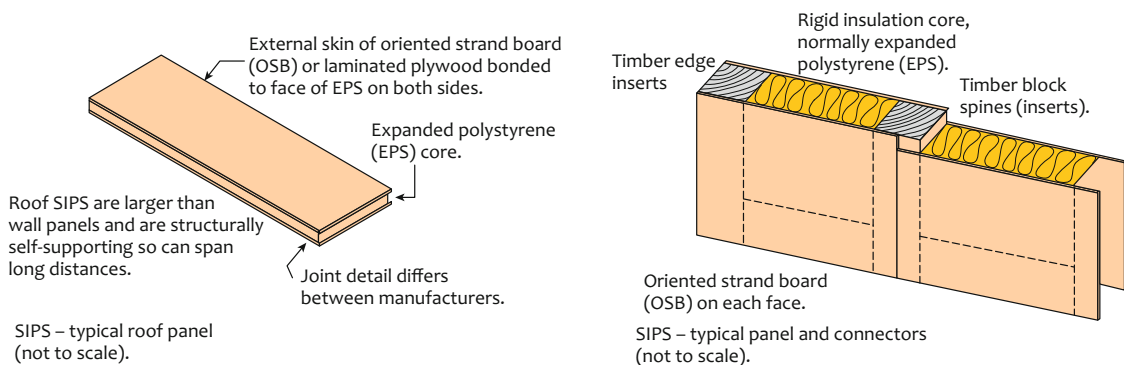 External skin of oriented strand board
(OSB) or laminated plywood bonded
to face of EPS on both sides.
Expanded polystyrene
(EPS) core.
Roof SIPS are larger than
wall panels and are structurally
self-supporting so can span
long distances.
Joint detail differs
between manufacturers.
SIPS – typical roof panel
(not to scale).
Timber edge
inserts
Rigid insulation core,
normally expanded
polystyrene (EPS).
Timber block
spines (inserts).
Oriented strand board
(OSB) on each face.
SIPS – typical panel and connectors
(not to scale).